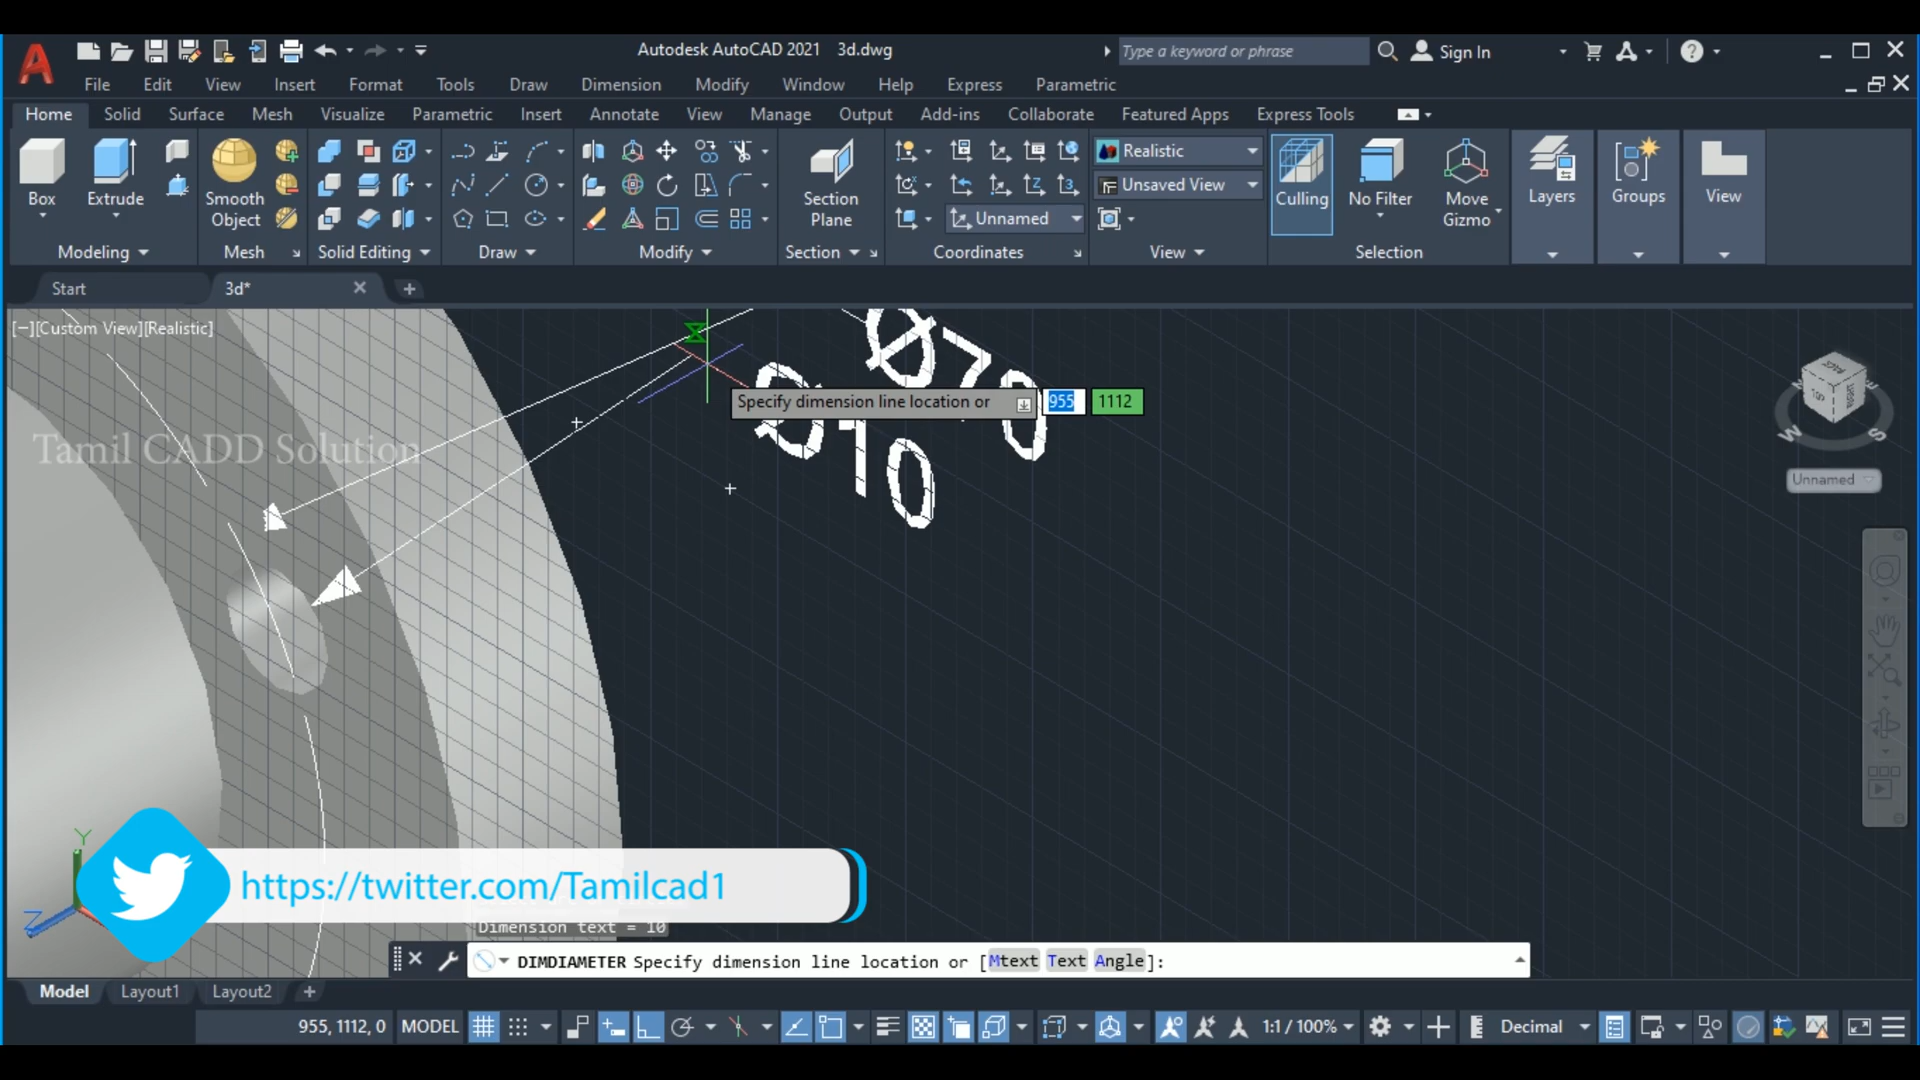 Autodesk AutoCAD 2021 3d.dwg
Type a keyword or phrase
Sign In
File Edit View Insert Format Tools Draw Dimension Modify Window Help Express Parametric
Home Solid Surface Mesh Visualize Parametric Insert Annotate View Manage Output Add-ins Collaborate Featured Apps Express Tools
Realistic
Unsaved View
Box Extrude Smooth Object Section Plane Culling No Filter Move Gizmo Layers Groups View
Unnamed
Modeling Mesh Solid Editing Draw Modify Section Coordinates View Selection
Start 3d*
[−][Custom View][Realistic]
Ø70
Specify dimension line location or 955 1112
Ø10
Tamil CADD Solution
W S
Unnamed
Y
Z
https://twitter.com/Tamilcad1
Dimension text = 10
DIMDIAMETER Specify dimension line location or [Mtext Text Angle]:
Model Layout1 Layout2
955, 1112, 0 MODEL 1:1 / 100% Decimal